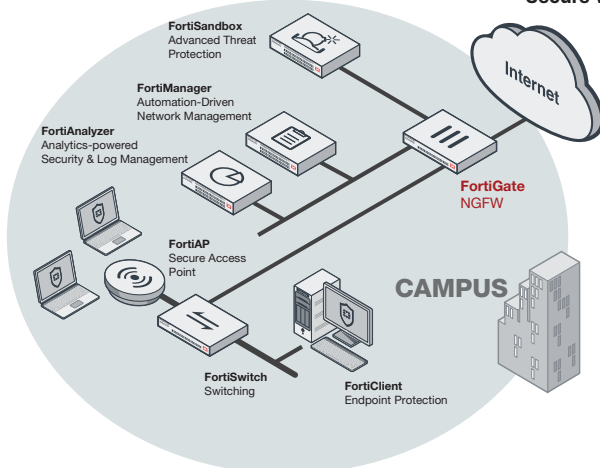 Secure
FortiSandbox
Advanced Threat
Protection
Internet
FortiManager
Automation-Driven
Network Management
FortiAnalyzer
Analytics-powered
Security & Log Management
FortiGate
NGFW
FortiAP
Secure Access
Point
CAMPUS
FortiSwitch
Switching
FortiClient
Endpoint Protection